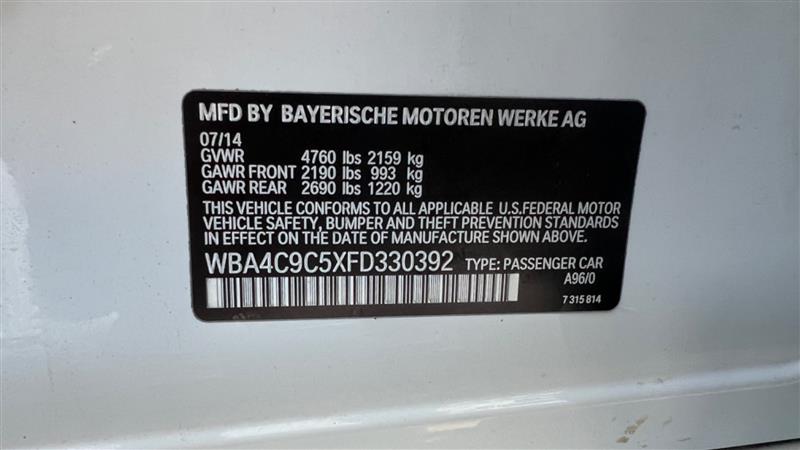 MFD BY BAYERISCHE MOTOREN WERKE AG
07/14
GVWR 4760 lbs 2159 kg
GAWR FRONT 2190 lbs 993 kg
GAWR REAR 2690 lbs 1220 kg
THIS VEHICLE CONFORMS TO ALL APPLICABLE U.S.FEDERAL MOTOR
VEHICLE SAFETY, BUMPER AND THEFT PREVENTION STANDARDS
IN EFFECT ON THE DATE OF MANUFACTURE SHOWN ABOVE.
WBA4C9C5XFD330392 TYPE: PASSENGER CAR
A96/0
7 315 814